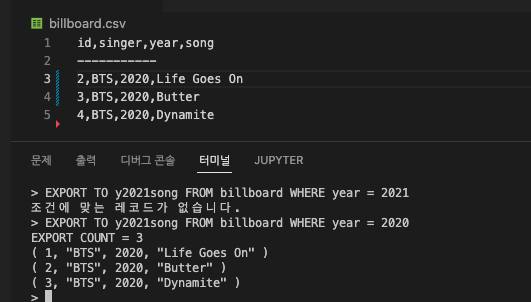 billboard.csv
1 id,singer,year,song
2 -----------
3 2,BTS,2020,Life Goes On
4 3,BTS,2020,Butter
5 4,BTS,2020,Dynamite
문제 출력 디버그 콘솔 터미널 JUPYTER
> EXPORT TO y2021song FROM billboard WHERE year = 2021
조건에 맞는 레코드가 없습니다.
> EXPORT TO y2021song FROM billboard WHERE year = 2020
EXPORT COUNT = 3
( 1, "BTS", 2020, "Life Goes On" )
( 2, "BTS", 2020, "Butter" )
( 3, "BTS", 2020, "Dynamite" )
>